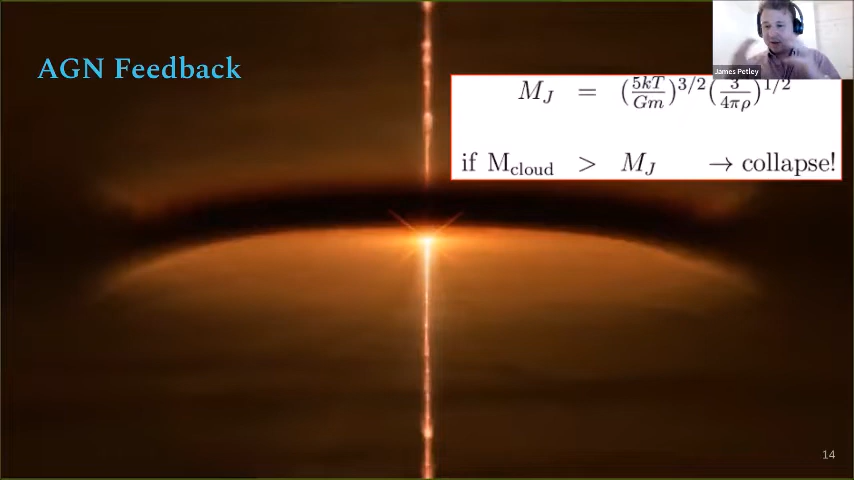 AGN Feedback
James Petley
M_J = (5kT/Gm)^3/2 (3/4πρ)^1/2
if M_cloud > M_J → collapse!
14